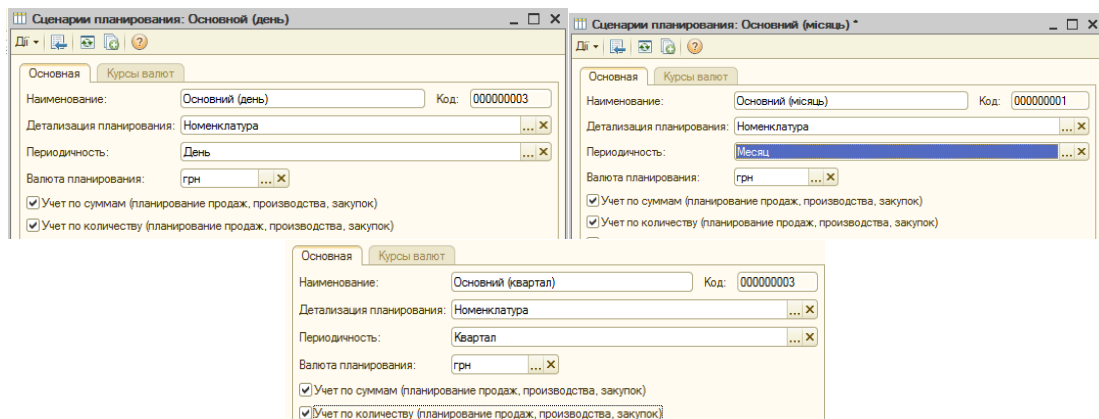 Сценарии планирования: Основной (день)
Дії
Основная Курсы валют
Наименование: Основний (день) Код: 000000003
Детализация планирования: Номенклатура ...
Периодичность: День ...
Валюта планирования: грн ...
Учет по суммам (планирование продаж, производства, закупок)
Учет по количеству (планирование продаж, производства, закупок)
Сценарии планирования: Основний (місяць) *
Дії
Основная Курсы валют
Наименование: Основний (місяць) Код: 000000001
Детализация планирования: Номенклатура ...
Периодичность: Месяц ...
Валюта планирования: грн ...
Учет по суммам (планирование продаж, производства, закупок)
Учет по количеству (планирование продаж, производства, закупок)
Основная Курсы валют
Наименование: Основний (квартал) Код: 000000003
Детализация планирования: Номенклатура ...
Периодичность: Квартал ...
Валюта планирования: грн ...
Учет по суммам (планирование продаж, производства, закупок)
Учет по количеству (планирование продаж, производства, закупок)